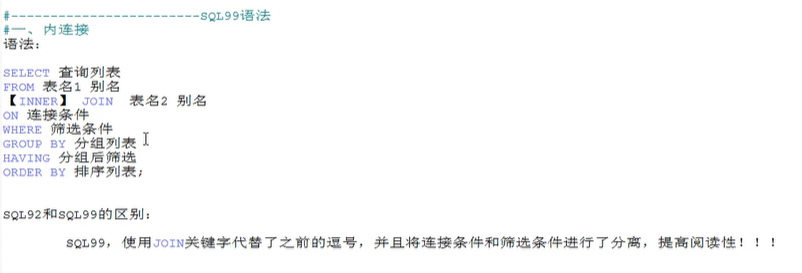 #------------------------SQL99语法
#一、内连接
语法：
SELECT 查询列表
FROM 表名1 别名
【INNER】 JOIN 表名2 别名
ON 连接条件
WHERE 筛选条件
GROUP BY 分组列表
HAVING 分组后筛选
ORDER BY 排序列表;
SQL92和SQL99的区别：
SQL99，使用JOIN关键字代替了之前的逗号，并且将连接条件和筛选条件进行了分离，提高阅读性！！！